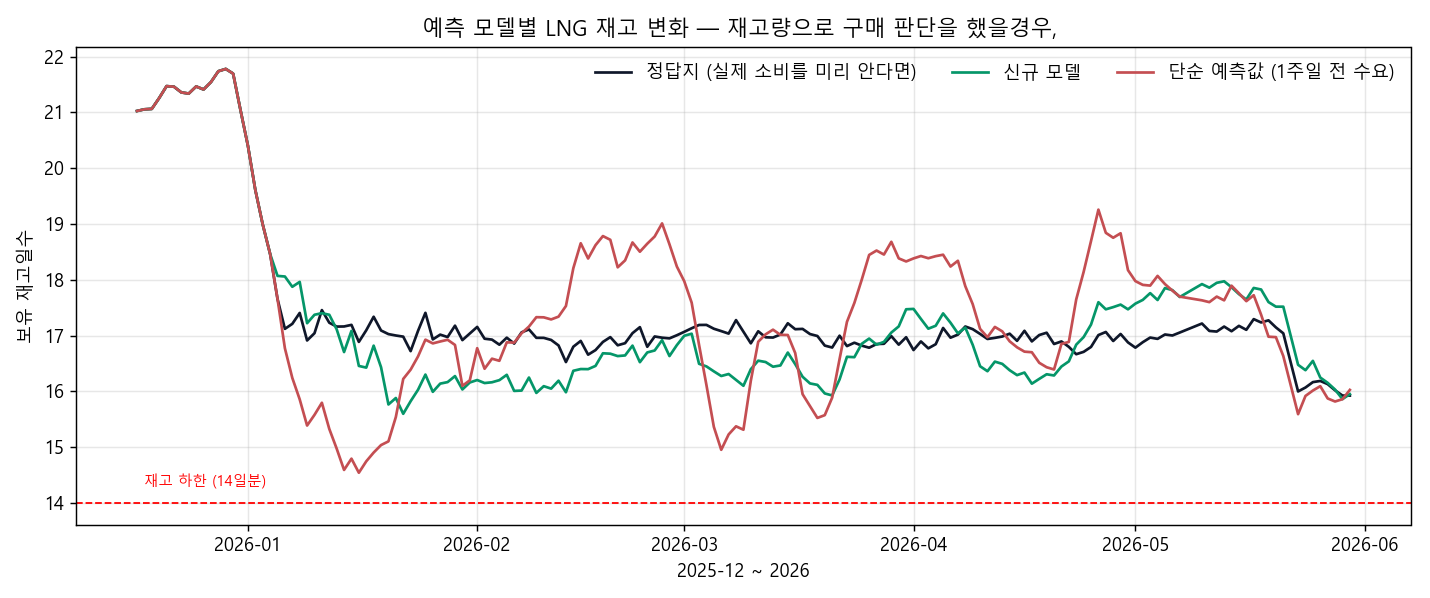 예측 모델별 LNG 재고 변화 — 재고량으로 구매 판단을 했을경우,
정답지 (실제 소비를 미리 안다면)
신규 모델
단순 예측값 (1주일 전 수요)
보유 재고일수
22
21
20
19
18
17
16
15
14
재고 하한 (14일분)
2026-01
2026-02
2026-03
2026-04
2026-05
2026-06
2025-12 ~ 2026